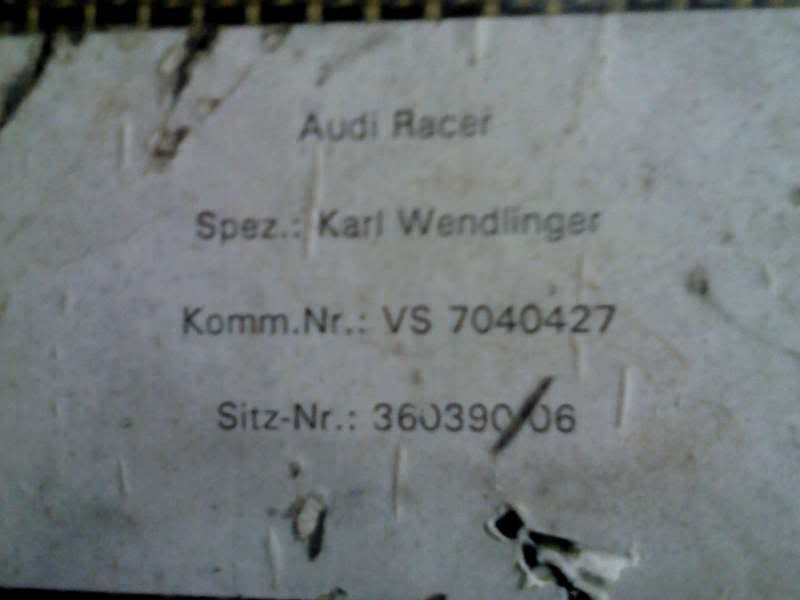 Audi Racer
Spez.: Karl Wendlinger
Komm.Nr.: VS 7040427
Sitz-Nr.: 360390/06